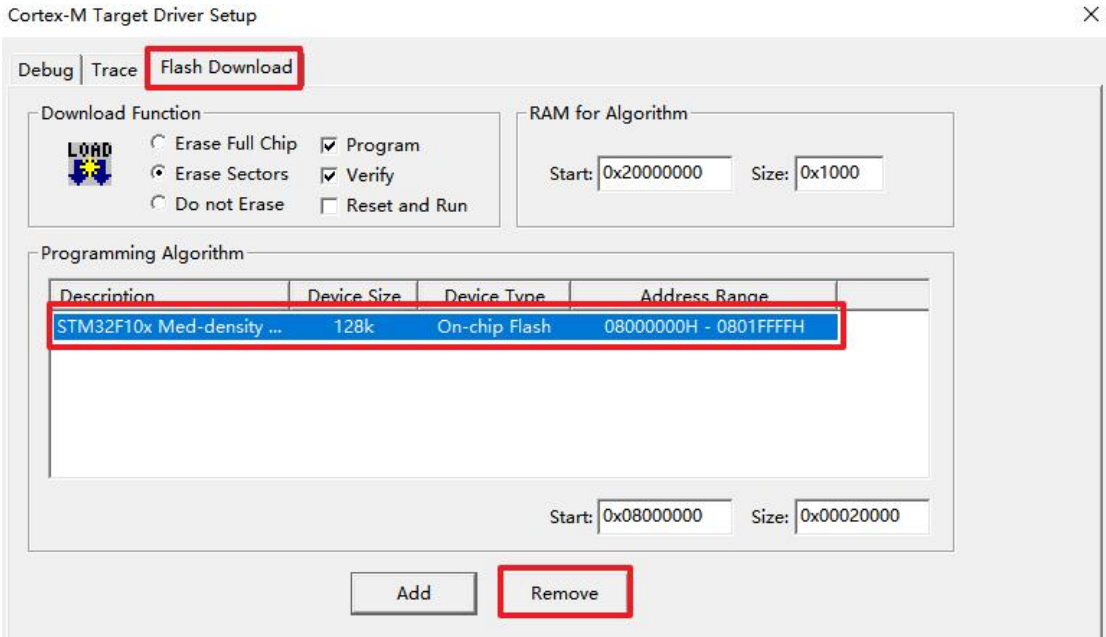 Cortex-M Target Driver Setup
Debug Trace Flash Download
Download Function
LOAD
Erase Full Chip
Erase Sectors
Do not Erase
Program
Verify
Reset and Run
RAM for Algorithm
Start: 0x20000000 Size: 0x1000
Programming Algorithm
Description Device Size Device Type Address Range
STM32F10x Med-density ... 128k On-chip Flash 08000000H - 0801FFFFH
Start: 0x08000000 Size: 0x00020000
Add Remove